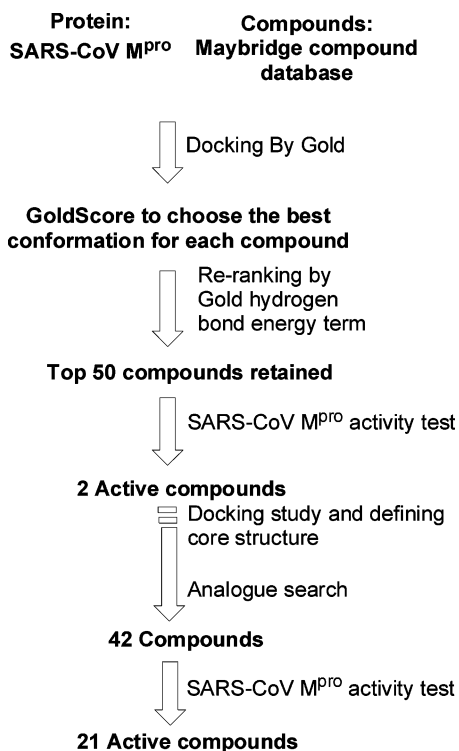 Protein:
SARS-CoV Mpro
Compounds:
Maybridge compound
database
Docking By Gold
GoldScore to choose the best
conformation for each compound
Re-ranking by
Gold hydrogen
bond energy term
Top 50 compounds retained
SARS-CoV Mpro activity test
2 Active compounds
Docking study and defining
core structure
Analogue search
42 Compounds
SARS-CoV Mpro activity test
21 Active compounds